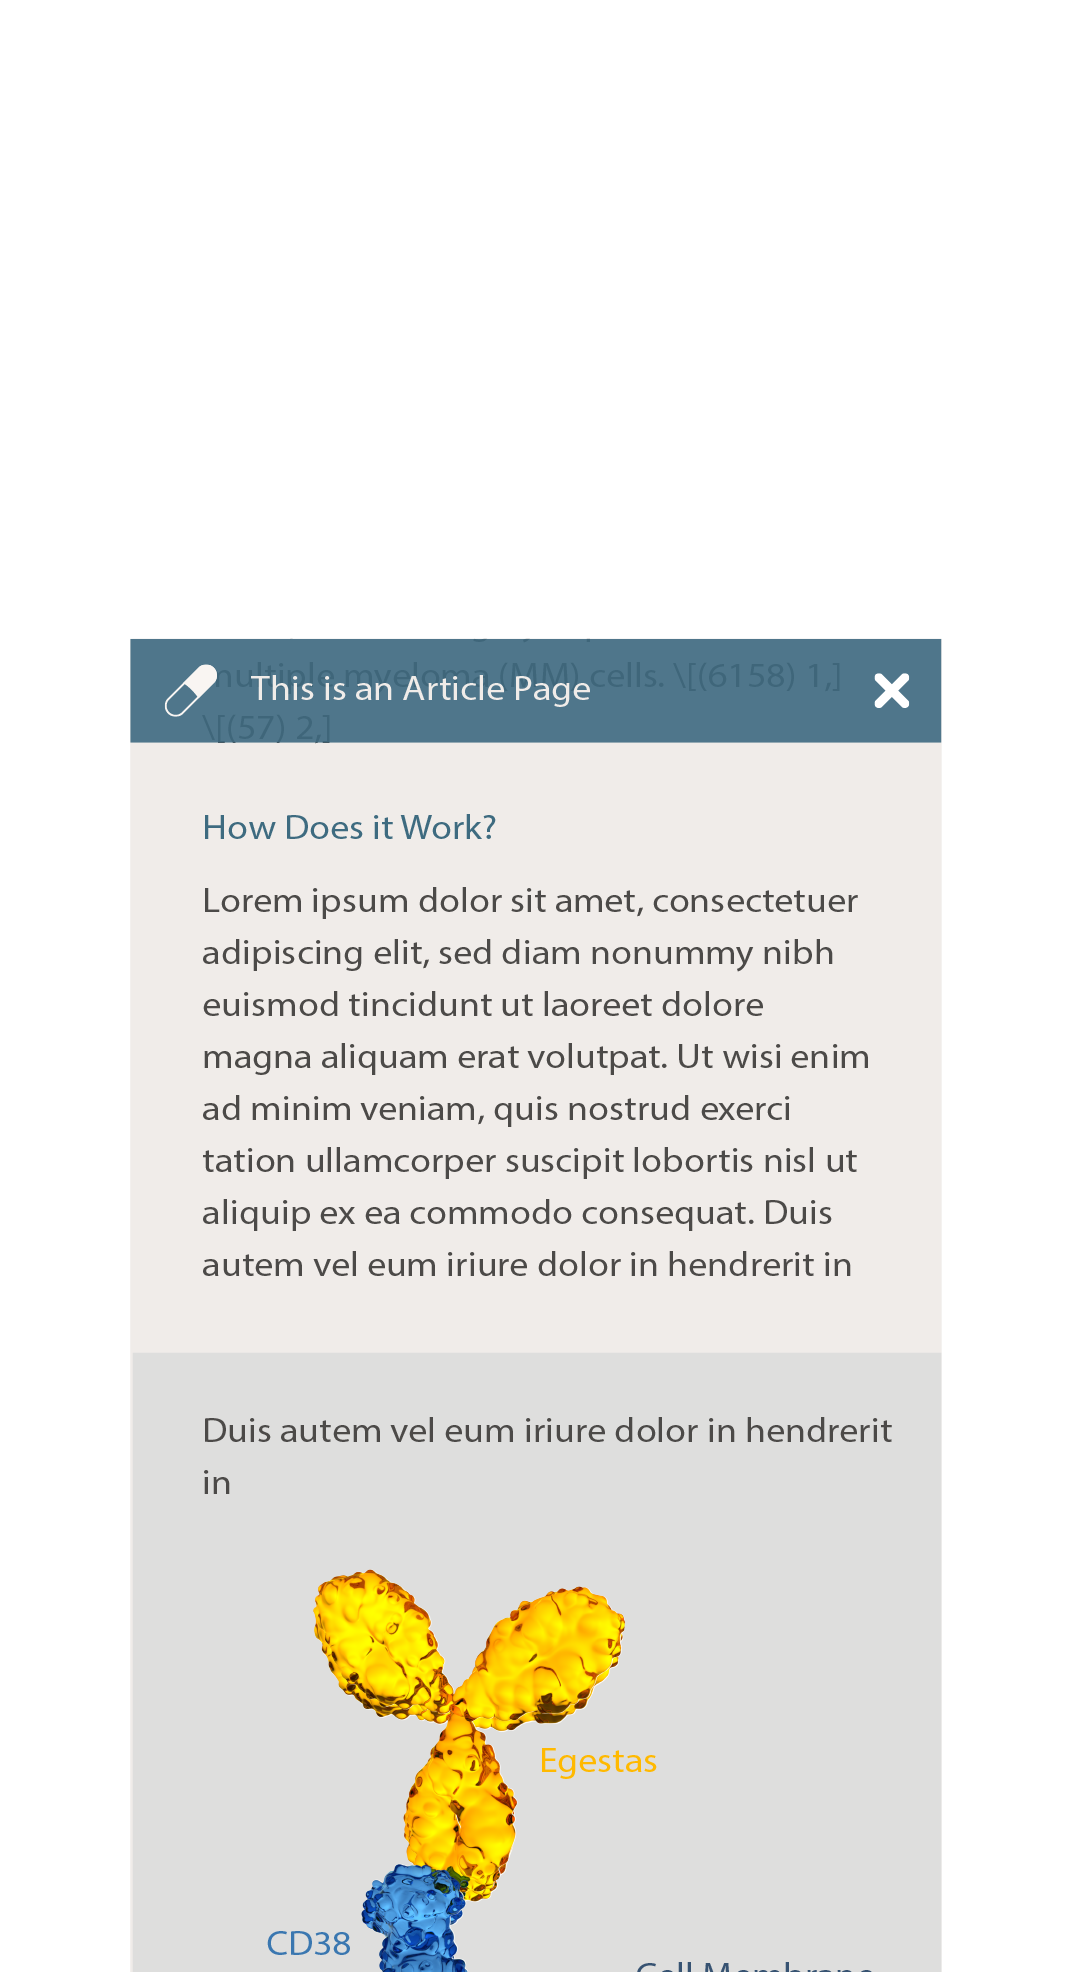 multiple myeloma (MM) cells. \[(6158) 1,]
\[(57) 2,]
This is an Article Page
How Does it Work?
Lorem ipsum dolor sit amet, consectetuer
adipiscing elit, sed diam nonummy nibh
euismod tincidunt ut laoreet dolore
magna aliquam erat volutpat. Ut wisi enim
ad minim veniam, quis nostrud exerci
tation ullamcorper suscipit lobortis nisl ut
aliquip ex ea commodo consequat. Duis
autem vel eum iriure dolor in hendrerit in
Duis autem vel eum iriure dolor in hendrerit
in
Egestas
CD38
Cell Membrane